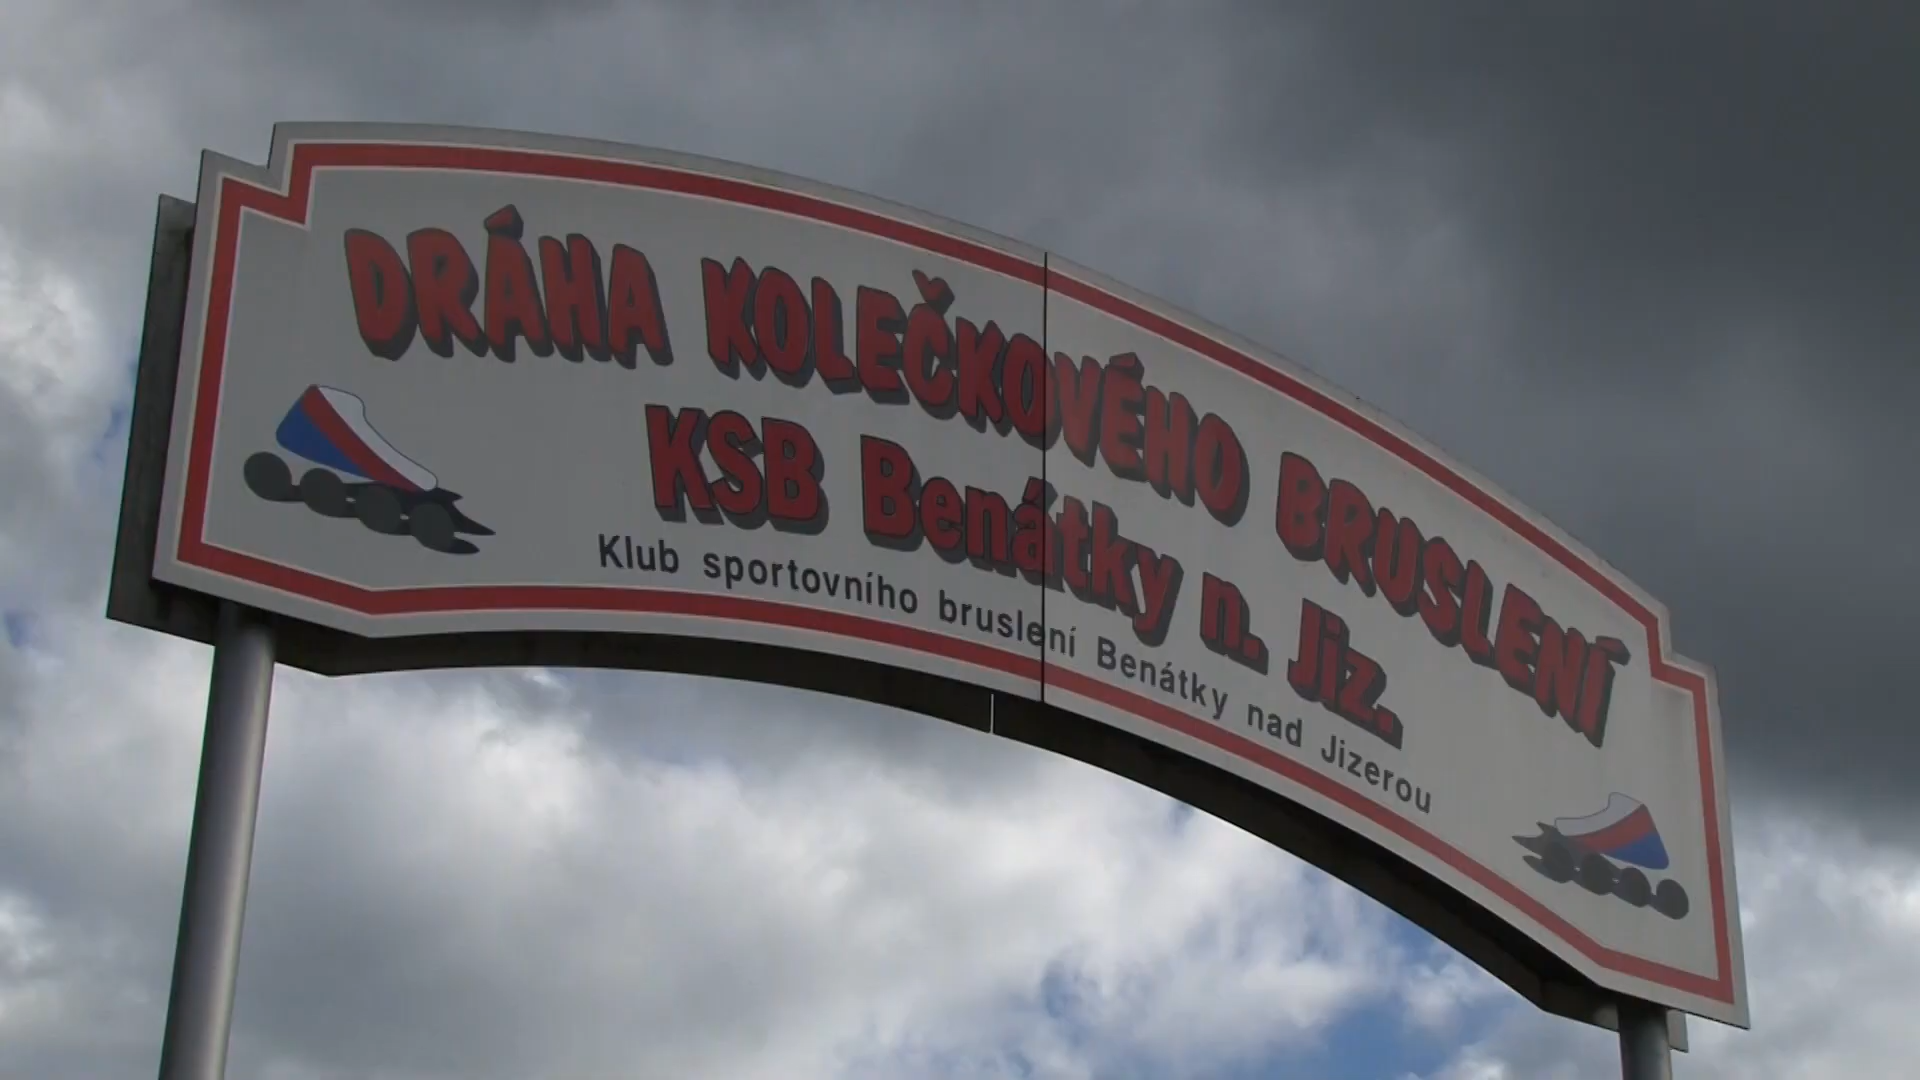 DRÁHA KOLEČKOVÉHO BRUSLENÍ
KSB Benátky n. Jiz.
Klub sportovního bruslení Benátky nad Jizerou